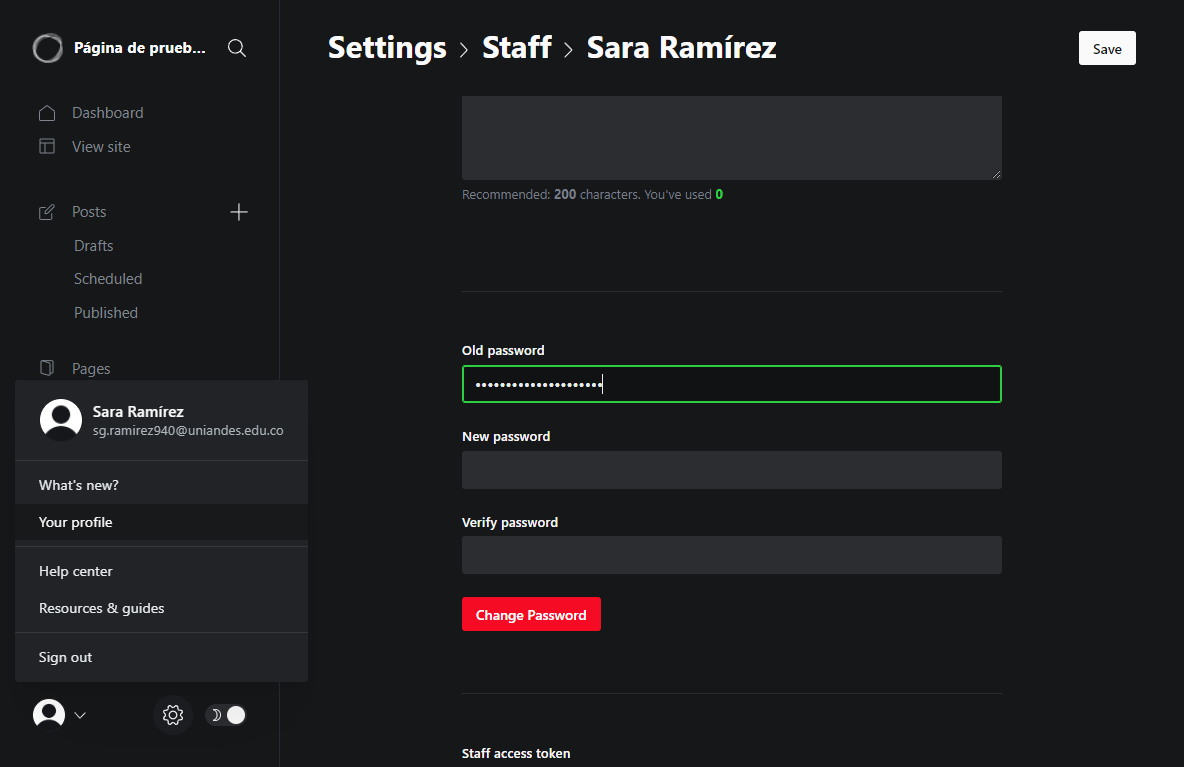 Página de prueb...
Settings > Staff > Sara Ramírez
Save
Dashboard
View site
Posts
Drafts
Scheduled
Published
Pages
Sara Ramírez
sg.ramirez940@uniandes.edu.co
What's new?
Your profile
Help center
Resources & guides
Sign out
Recommended: 200 characters. You've used 0
Old password
•••••••••••••••••••••
New password
Verify password
Change Password
Staff access token